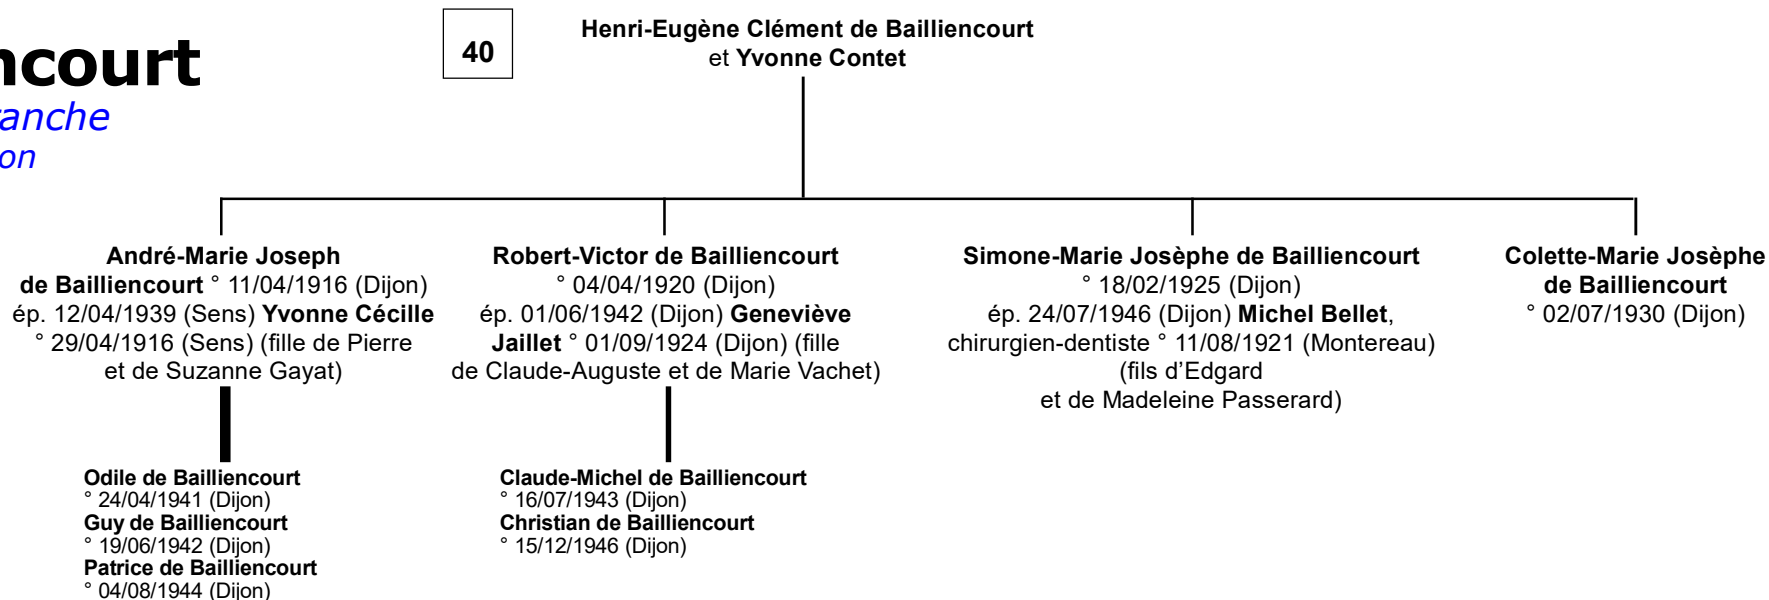 ncourt
ranche
on
40
Henri-Eugène Clément de Bailliencourt
et Yvonne Contet
André-Marie Joseph
de Bailliencourt ° 11/04/1916 (Dijon)
ép. 12/04/1939 (Sens) Yvonne Cécille
° 29/04/1916 (Sens) (fille de Pierre
et de Suzanne Gayat)
Robert-Victor de Bailliencourt
° 04/04/1920 (Dijon)
ép. 01/06/1942 (Dijon) Geneviève
Jaillet ° 01/09/1924 (Dijon) (fille
de Claude-Auguste et de Marie Vachet)
Simone-Marie Josèphe de Bailliencourt
° 18/02/1925 (Dijon)
ép. 24/07/1946 (Dijon) Michel Bellet,
chirurgien-dentiste ° 11/08/1921 (Montereau)
(fils d’Edgard
et de Madeleine Passerard)
Colette-Marie Josèphe
de Bailliencourt
° 02/07/1930 (Dijon)
Odile de Bailliencourt
° 24/04/1941 (Dijon)
Guy de Bailliencourt
° 19/06/1942 (Dijon)
Patrice de Bailliencourt
° 04/08/1944 (Dijon)
Claude-Michel de Bailliencourt
° 16/07/1943 (Dijon)
Christian de Bailliencourt
° 15/12/1946 (Dijon)